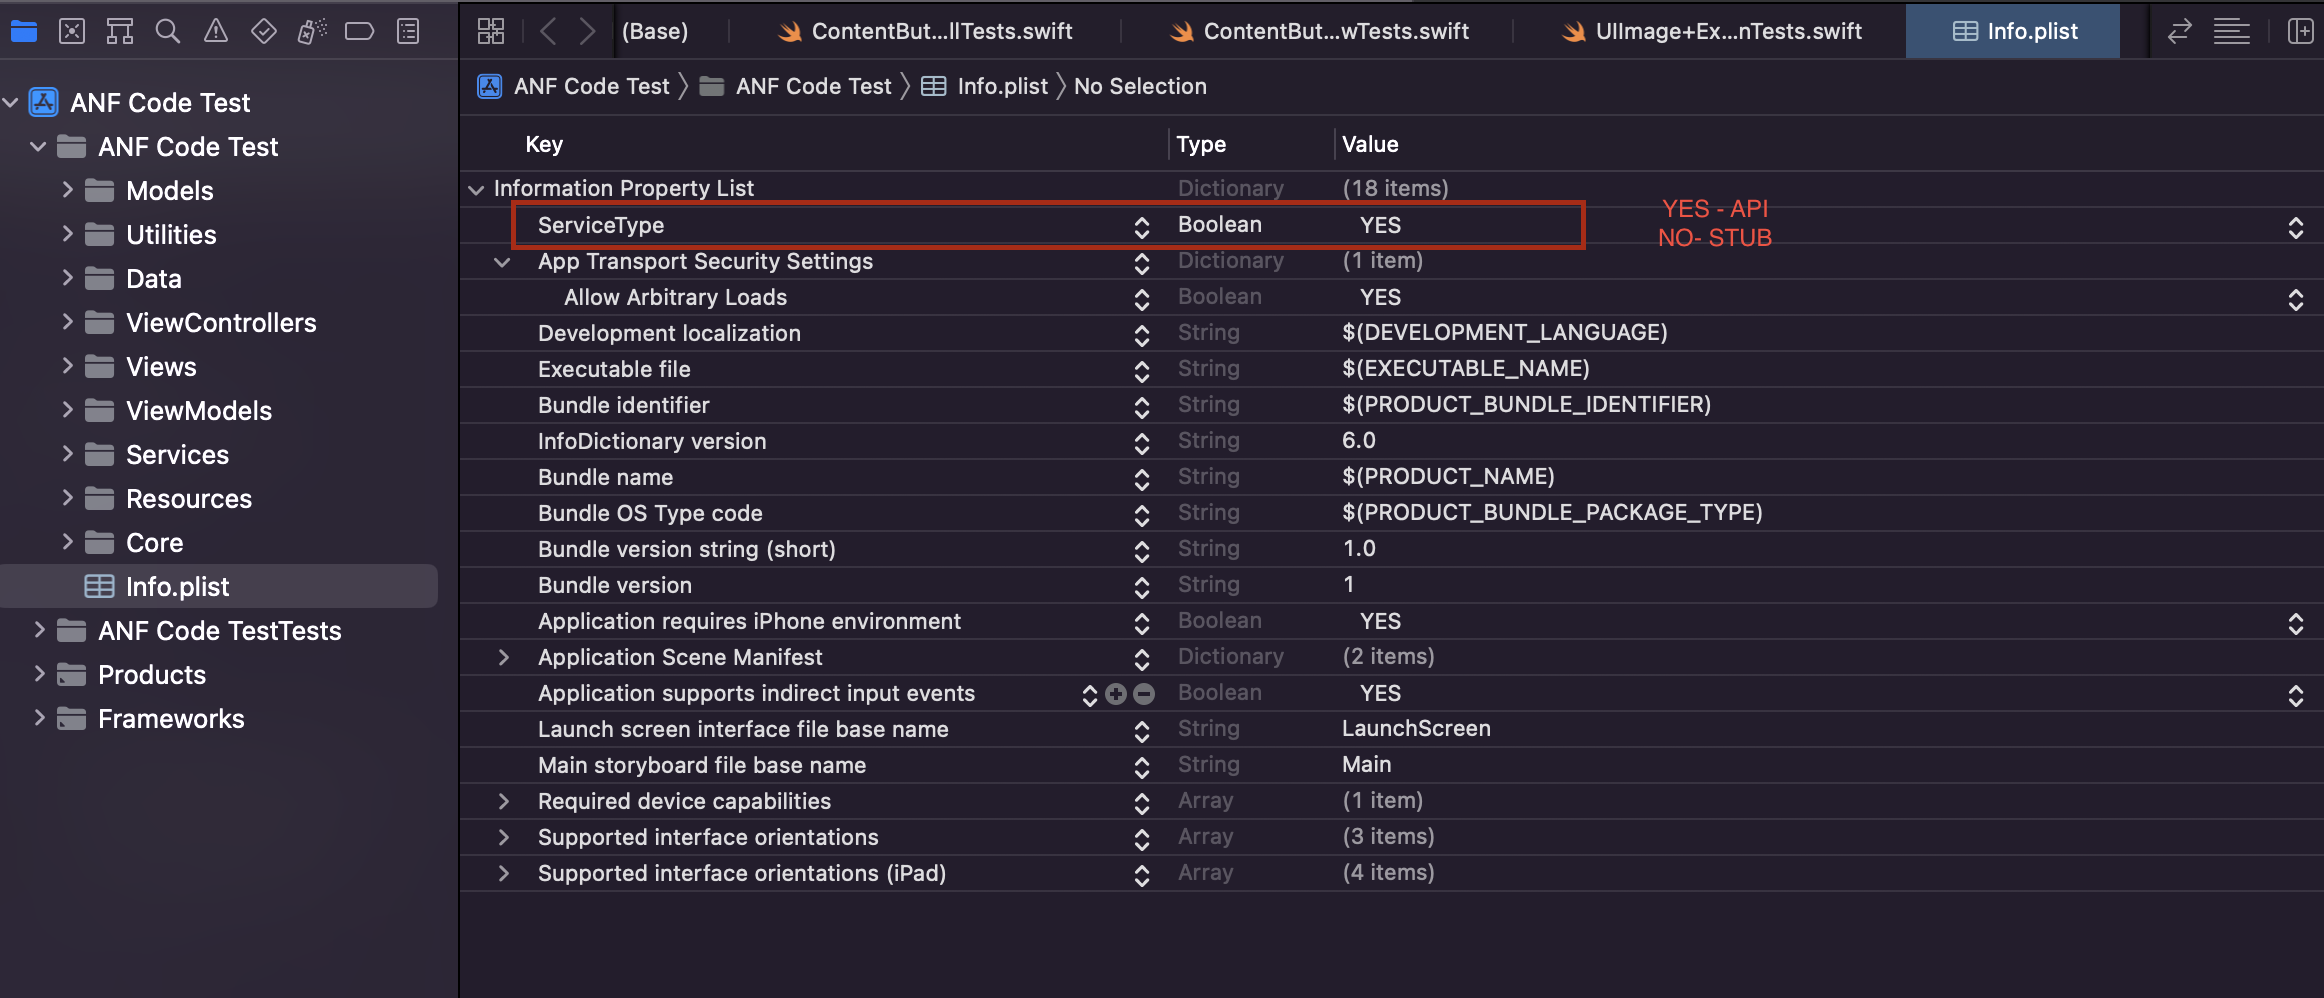 (Base)
ContentBut...llTests.swift
ContentBut...wTests.swift
UIImage+Ex...nTests.swift
Info.plist
ANF Code Test
ANF Code Test
Info.plist
No Selection
ANF Code Test
ANF Code Test
Models
Utilities
Data
ViewControllers
Views
ViewModels
Services
Resources
Core
Info.plist
ANF Code TestTests
Products
Frameworks
Key Type Value
Information Property List Dictionary (18 items)
ServiceType Boolean YES
YES - API
NO- STUB
App Transport Security Settings Dictionary (1 item)
Allow Arbitrary Loads Boolean YES
Development localization String $(DEVELOPMENT_LANGUAGE)
Executable file String $(EXECUTABLE_NAME)
Bundle identifier String $(PRODUCT_BUNDLE_IDENTIFIER)
InfoDictionary version String 6.0
Bundle name String $(PRODUCT_NAME)
Bundle OS Type code String $(PRODUCT_BUNDLE_PACKAGE_TYPE)
Bundle version string (short) String 1.0
Bundle version String 1
Application requires iPhone environment Boolean YES
Application Scene Manifest Dictionary (2 items)
Application supports indirect input events Boolean YES
Launch screen interface file base name String LaunchScreen
Main storyboard file base name String Main
Required device capabilities Array (1 item)
Supported interface orientations Array (3 items)
Supported interface orientations (iPad) Array (4 items)